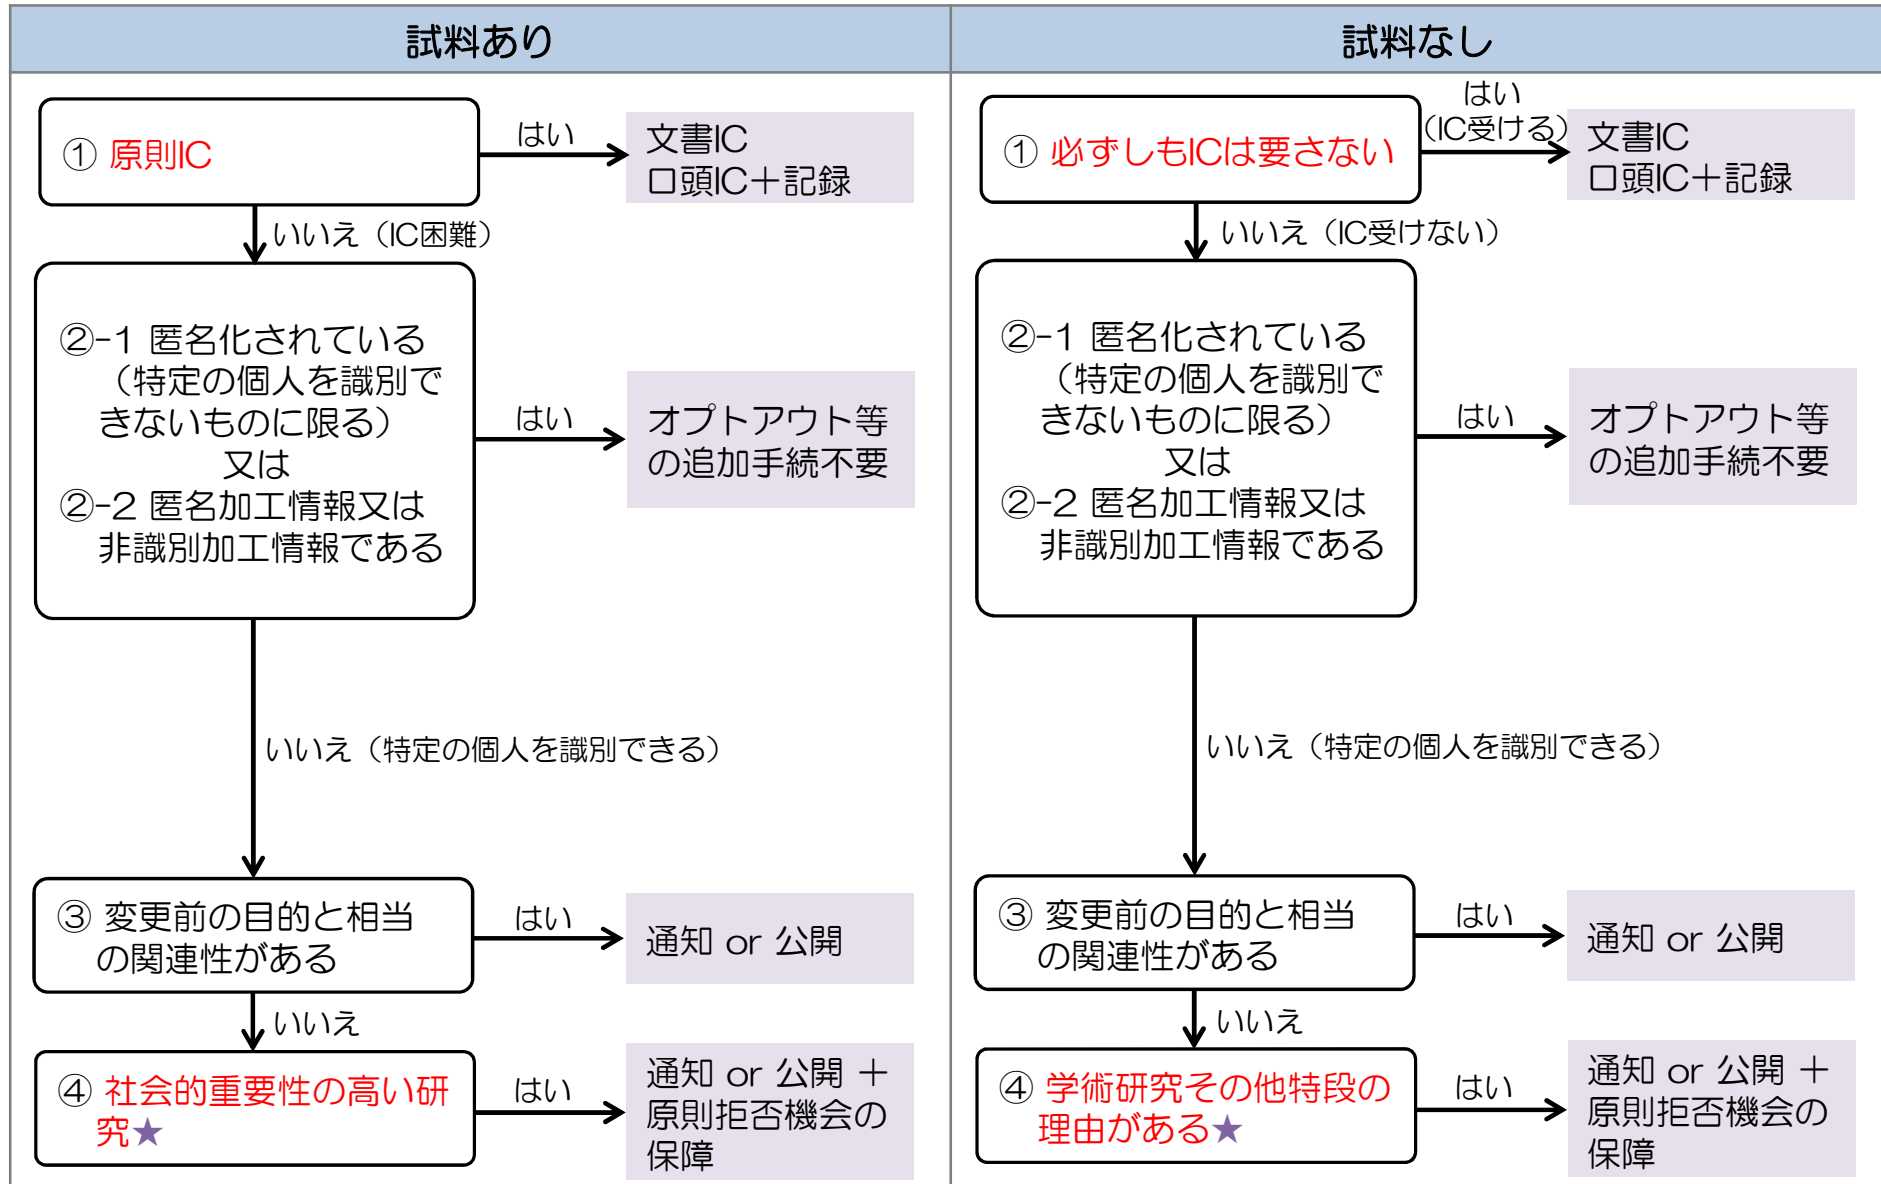 試料あり
① 原則IC
はい
文書IC
口頭IC＋記録
いいえ（IC困難）
②-1 匿名化されている
（特定の個人を識別で
きないものに限る）
又は
②-2 匿名加工情報又は
非識別加工情報である
はい
オプトアウト等
の追加手続不要
いいえ（特定の個人を識別できる）
③ 変更前の目的と相当
の関連性がある
はい
通知 or 公開
いいえ
④ 社会的重要性の高い研
究★
はい
通知 or 公開 ＋
原則拒否機会の
保障
試料なし
① 必ずしもICは要さない
はい
（IC受ける）
文書IC
口頭IC＋記録
いいえ（IC受けない）
②-1 匿名化されている
（特定の個人を識別で
きないものに限る）
又は
②-2 匿名加工情報又は
非識別加工情報である
はい
オプトアウト等
の追加手続不要
いいえ（特定の個人を識別できる）
③ 変更前の目的と相当
の関連性がある
はい
通知 or 公開
いいえ
④ 学術研究その他特段の
理由がある★
はい
通知 or 公開 ＋
原則拒否機会の
保障